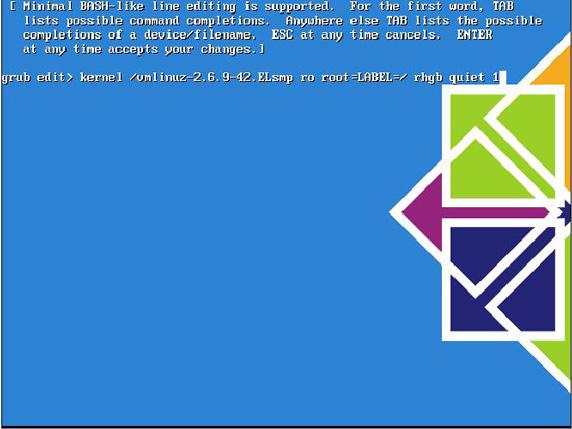 [ Minimal BASH-like line editing is supported.  For the first word, TAB
lists possible command completions.  Anywhere else TAB lists the possible
completions of a device/filename.  ESC at any time cancels.  ENTER
at any time accepts your changes.]
grub edit> kernel /vmlinuz-2.6.9-42.ELsmp ro root=LABEL=/ rhgb quiet 1